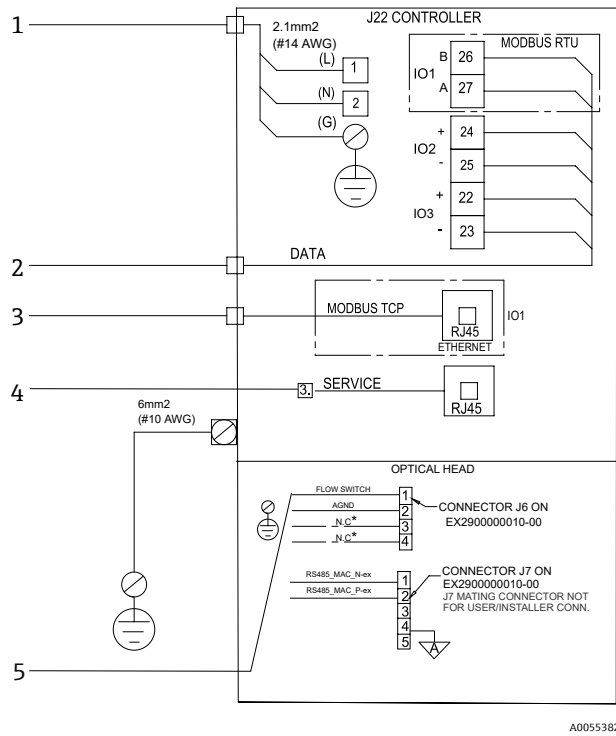 J22 CONTROLLER
1
2.1mm2
(#14 AWG)
(L)
1
(N)
2
(G)
MODBUS RTU
IO1
B
26
A
27
IO2
+
24
-
25
IO3
+
22
-
23
2
DATA
3
MODBUS TCP
RJ45
ETHERNET
IO1
4
3.
SERVICE
RJ45
6mm2
(#10 AWG)
OPTICAL HEAD
FLOW SWITCH
1
AGND
2
N.C*
3
N.C*
4
CONNECTOR J6 ON
EX2900000010-00
RS485_MAC_N-ex
1
RS485_MAC_P-ex
2
3
4
5
CONNECTOR J7 ON
EX2900000010-00
J7 MATING CONNECTOR NOT
FOR USER/INSTALLER CONN.
A
5
A0055382